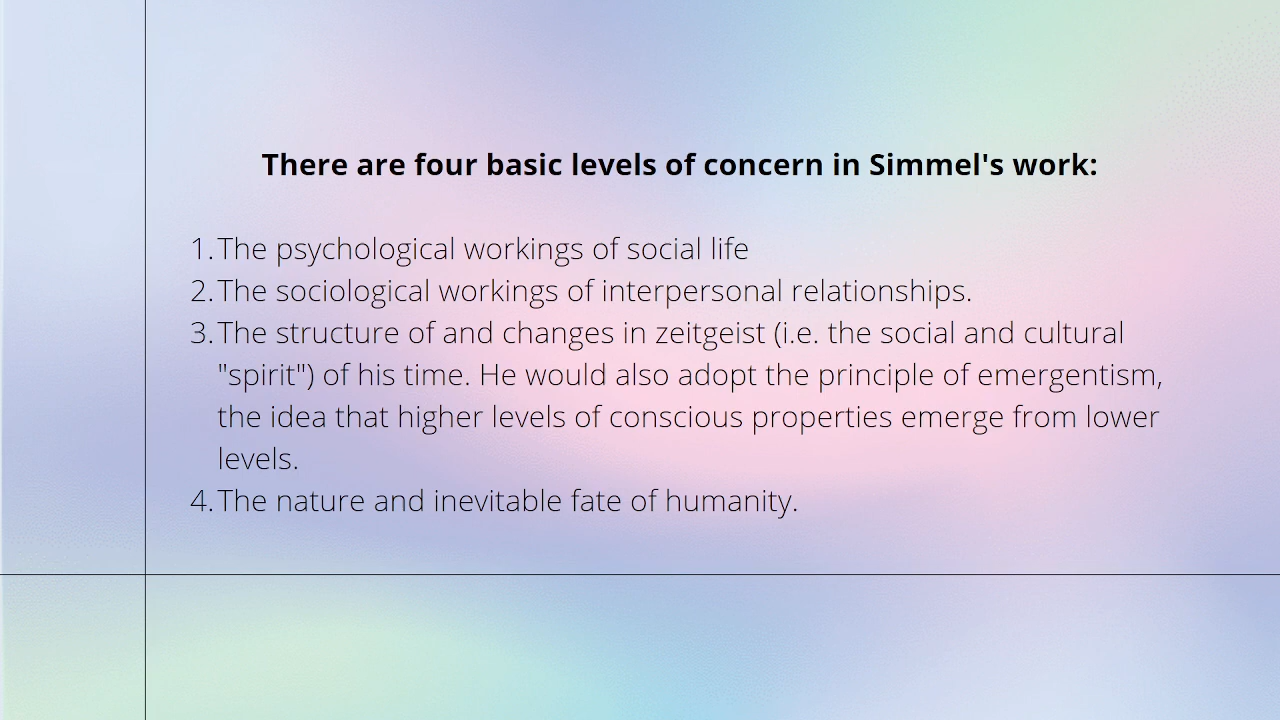 There are four basic levels of concern in Simmel's work:
1. The psychological workings of social life
2. The sociological workings of interpersonal relationships.
3. The structure of and changes in zeitgeist (i.e. the social and cultural
"spirit") of his time. He would also adopt the principle of emergentism,
the idea that higher levels of conscious properties emerge from lower
levels.
4. The nature and inevitable fate of humanity.